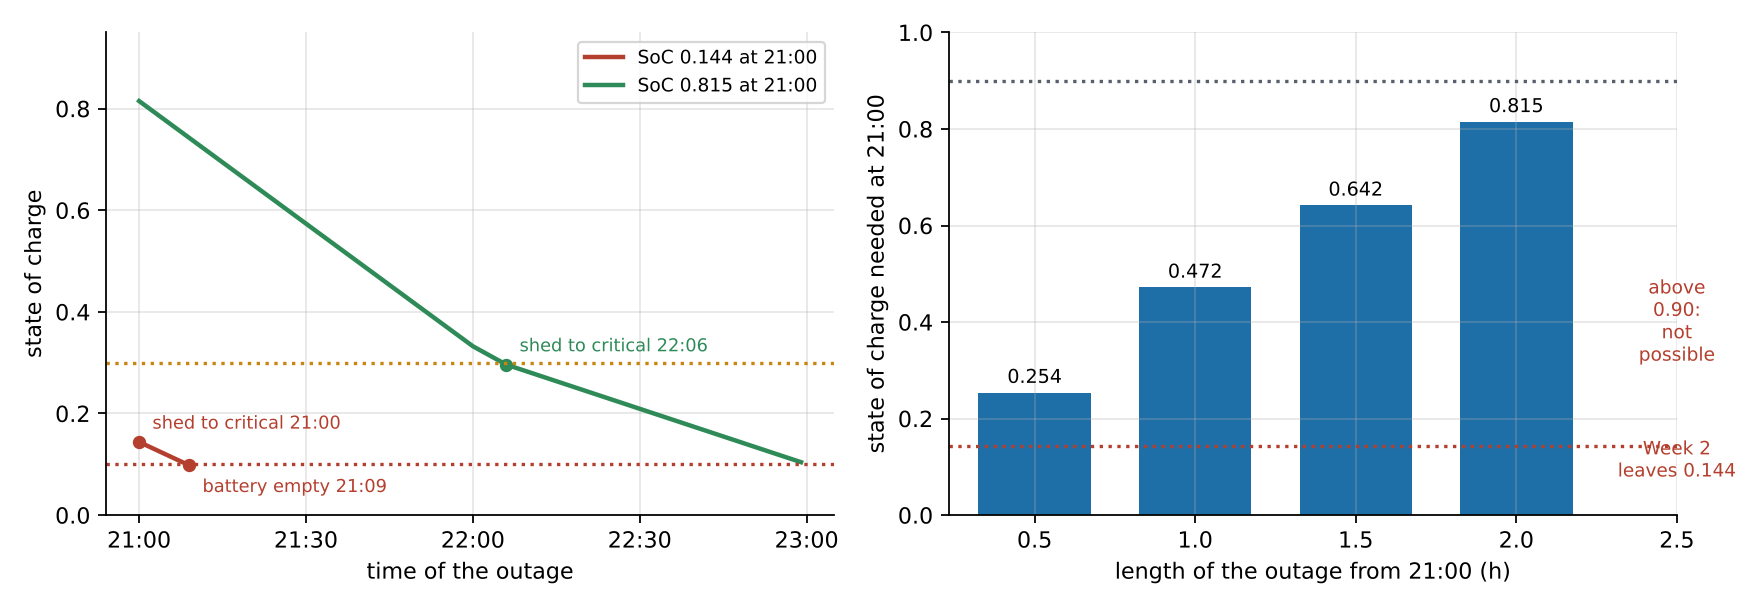 SoC 0.144 at 21:00
SoC 0.815 at 21:00
state of charge
0.8
0.6
0.4
0.2
0.0
shed to critical 22:06
shed to critical 21:00
battery empty 21:09
21:00 21:30 22:00 22:30 23:00
time of the outage
state of charge needed at 21:00
1.0
0.8
0.6
0.4
0.2
0.0
0.254
0.472
0.642
0.815
above
0.90:
not
possible
Week 2
leaves 0.144
0.5 1.0 1.5 2.0 2.5
length of the outage from 21:00 (h)